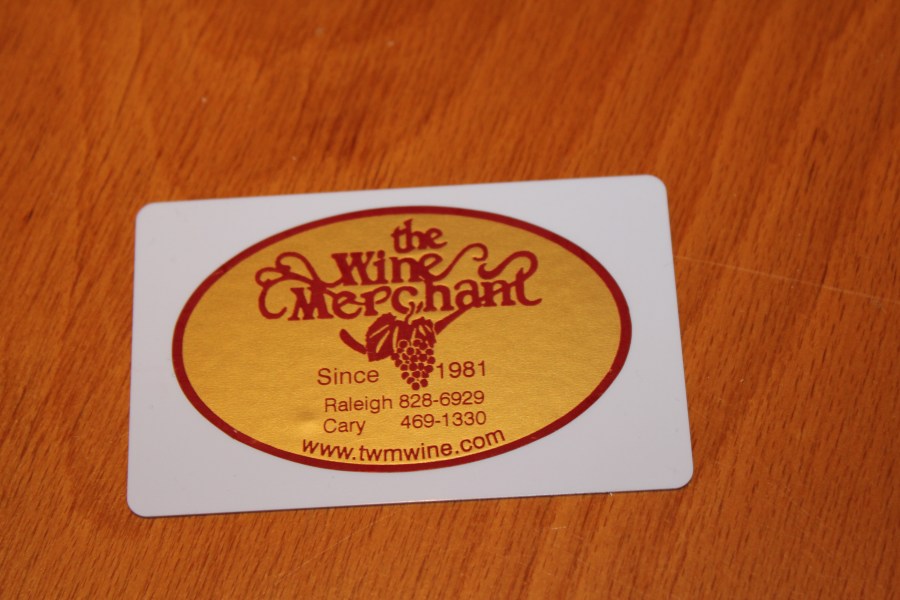 the
Wine
Merchant
Since 1981
Raleigh 828-6929
Cary 469-1330
www.twmwine.com